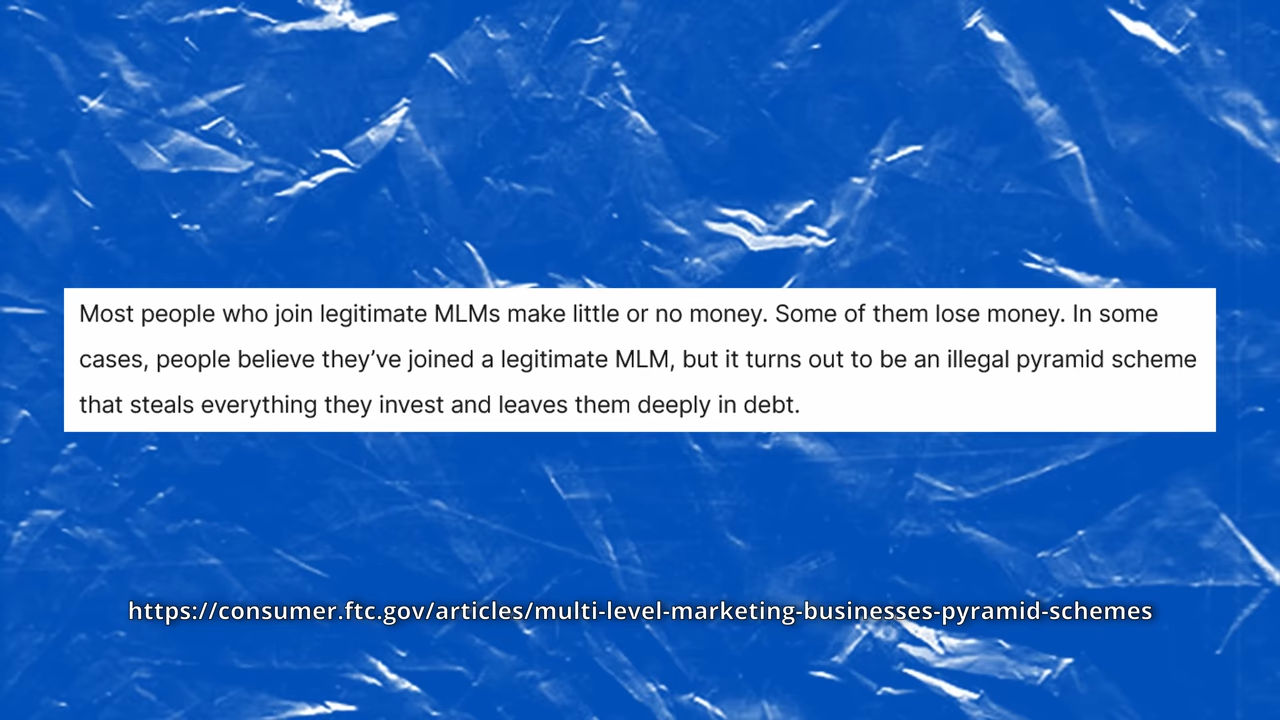 Most people who join legitimate MLMs make little or no money. Some of them lose money. In some
cases, people believe they’ve joined a legitimate MLM, but it turns out to be an illegal pyramid scheme
that steals everything they invest and leaves them deeply in debt.
https://consumer.ftc.gov/articles/multi-level-marketing-businesses-pyramid-schemes